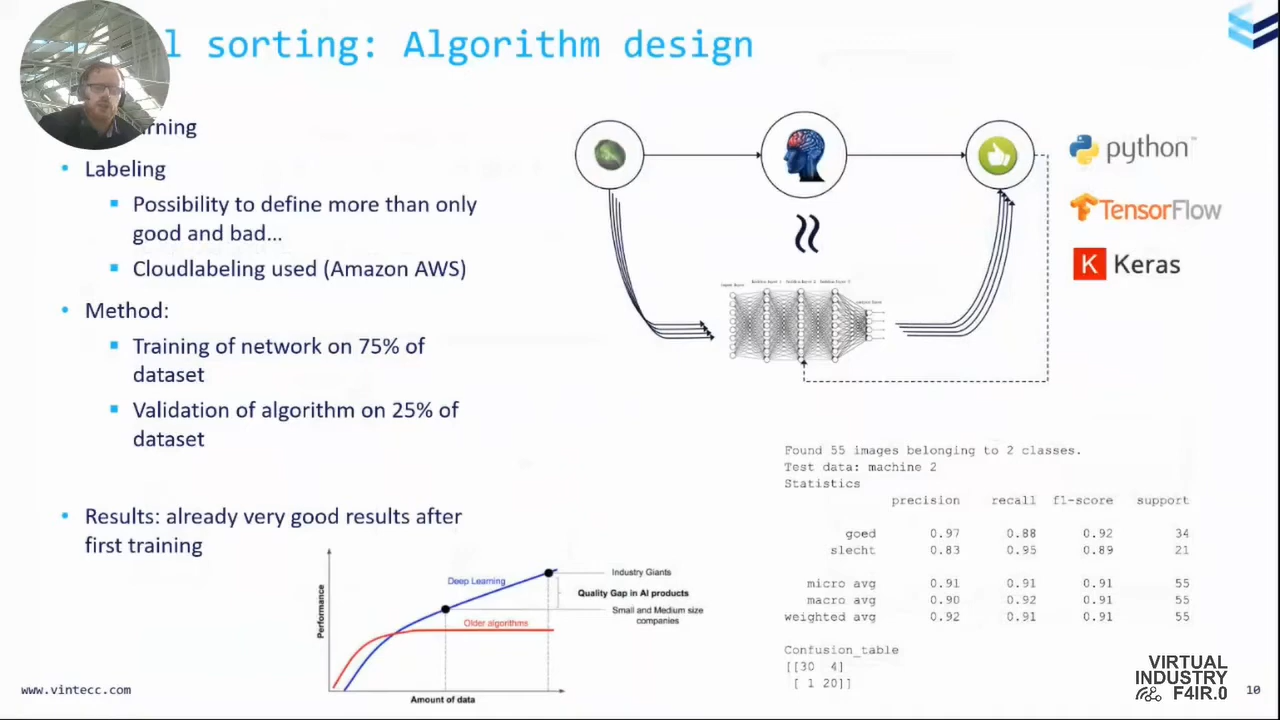 l sorting: Algorithm design
rning
• Labeling
▪ Possibility to define more than only
good and bad...
▪ Cloudlabeling used (Amazon AWS)
• Method:
▪ Training of network on 75% of
dataset
▪ Validation of algorithm on 25% of
dataset
• Results: already very good results after
first training
python™
TensorFlow
K Keras
Found 55 images belonging to 2 classes.
Test data: machine 2
Statistics
precision recall f1-score support
goed 0.97 0.88 0.92 34
slecht 0.83 0.95 0.89 21
micro avg 0.91 0.91 0.91 55
macro avg 0.90 0.92 0.91 55
weighted avg 0.92 0.91 0.91 55
Confusion_table
[[30 4]
[ 1 20]]
Performance
Deep Learning
Older algorithms
Industry Giants
Quality Gap in AI products
Small and Medium size
companies
Amount of data
www.vintecc.com
VIRTUAL
INDUSTRY
F4IR.0
10